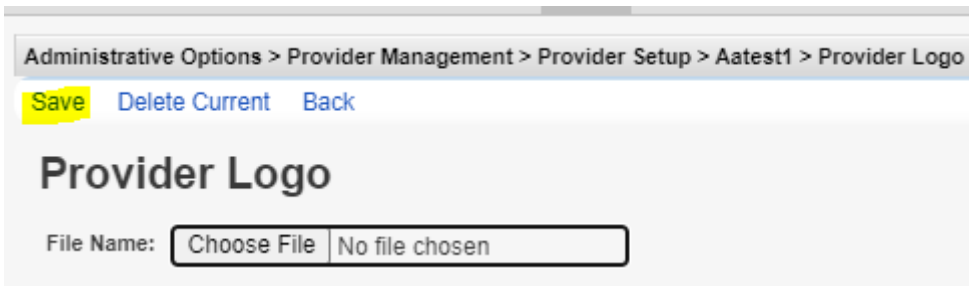 Administrative Options > Provider Management > Provider Setup > Aatest1 > Provider Logo
Save Delete Current Back
Provider Logo
File Name: Choose File No file chosen